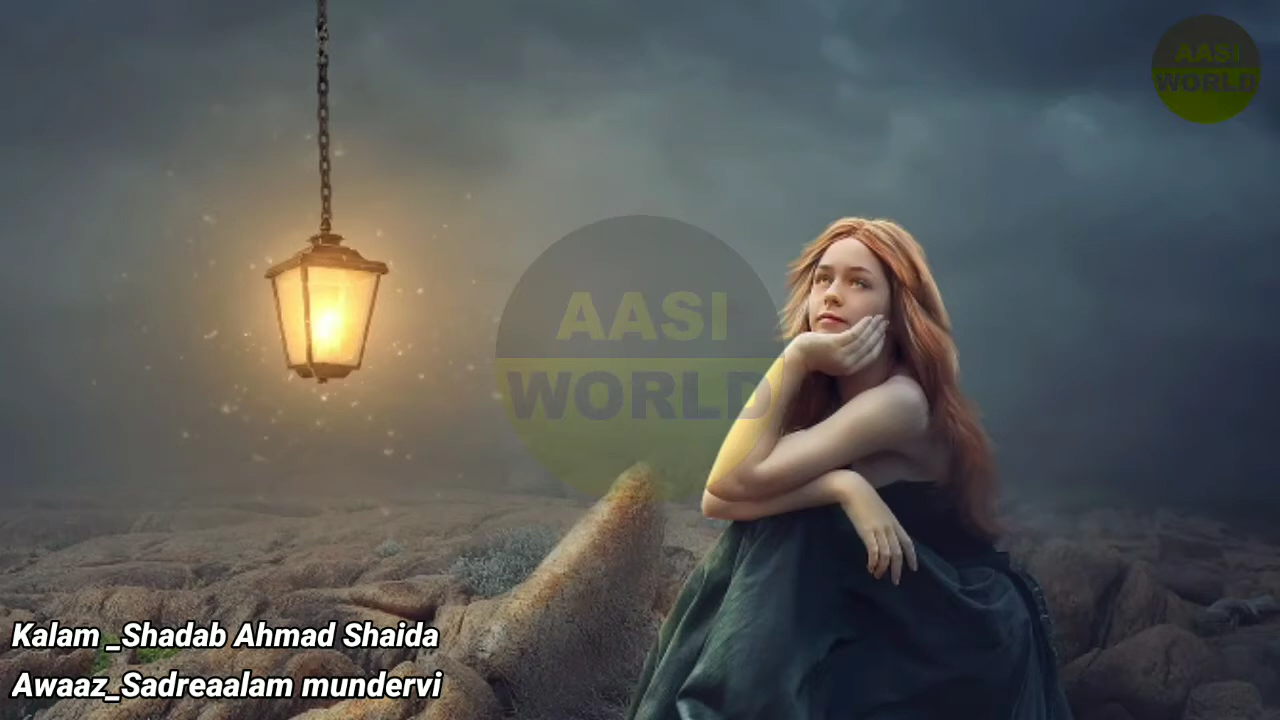 AASI
WORLD
AASI
WORLD
Kalam _Shadab Ahmad Shaida
Awaaz_Sadreaalam mundervi